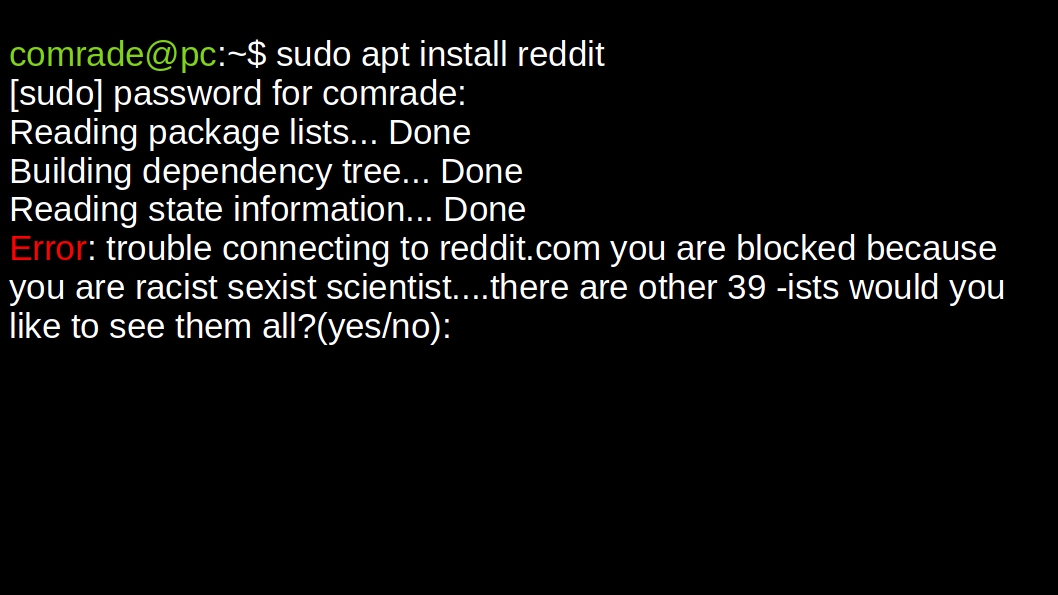 comrade@pc:~$ sudo apt install reddit
[sudo] password for comrade:
Reading package lists... Done
Building dependency tree... Done
Reading state information... Done
Error: trouble connecting to reddit.com you are blocked because
you are racist sexist scientist....there are other 39 -ists would you
like to see them all?(yes/no):